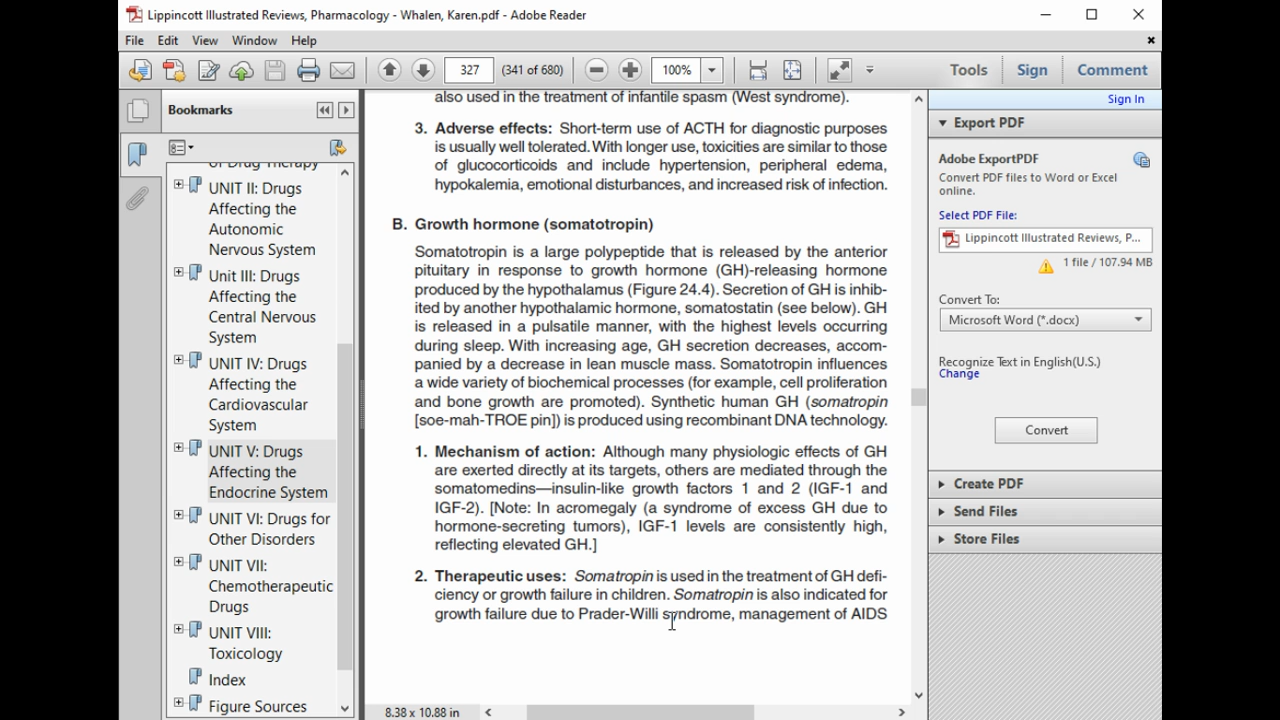 Lippincott Illustrated Reviews, Pharmacology - Whalen, Karen.pdf - Adobe Reader
File Edit View Window Help
327 (341 of 680) 100% Tools Sign Comment
Bookmarks
of Drug Therapy
UNIT II: Drugs
Affecting the
Autonomic
Nervous System
Unit III: Drugs
Affecting the
Central Nervous
System
UNIT IV: Drugs
Affecting the
Cardiovascular
System
UNIT V: Drugs
Affecting the
Endocrine System
UNIT VI: Drugs for
Other Disorders
UNIT VII:
Chemotherapeutic
Drugs
UNIT VIII:
Toxicology
Index
Figure Sources
also used in the treatment of infantile spasm (West syndrome).
3. Adverse effects: Short-term use of ACTH for diagnostic purposes
is usually well tolerated. With longer use, toxicities are similar to those
of glucocorticoids and include hypertension, peripheral edema,
hypokalemia, emotional disturbances, and increased risk of infection.
B. Growth hormone (somatotropin)
Somatotropin is a large polypeptide that is released by the anterior
pituitary in response to growth hormone (GH)-releasing hormone
produced by the hypothalamus (Figure 24.4). Secretion of GH is inhib-
ited by another hypothalamic hormone, somatostatin (see below). GH
is released in a pulsatile manner, with the highest levels occurring
during sleep. With increasing age, GH secretion decreases, accom-
panied by a decrease in lean muscle mass. Somatotropin influences
a wide variety of biochemical processes (for example, cell proliferation
and bone growth are promoted). Synthetic human GH (somatropin
[soe-mah-TROE pin]) is produced using recombinant DNA technology.
1. Mechanism of action: Although many physiologic effects of GH
are exerted directly at its targets, others are mediated through the
somatomedins—insulin-like growth factors 1 and 2 (IGF-1 and
IGF-2). [Note: In acromegaly (a syndrome of excess GH due to
hormone-secreting tumors), IGF-1 levels are consistently high,
reflecting elevated GH.]
2. Therapeutic uses: Somatropin is used in the treatment of GH defi-
ciency or growth failure in children. Somatropin is also indicated for
growth failure due to Prader-Willi syndrome, management of AIDS
8.38 x 10.88 in
Sign In
Export PDF
Adobe ExportPDF
Convert PDF files to Word or Excel
online.
Select PDF File:
Lippincott Illustrated Reviews, P...
1 file / 107.94 MB
Convert To:
Microsoft Word (*.docx)
Recognize Text in English(U.S.)
Change
Convert
Create PDF
Send Files
Store Files